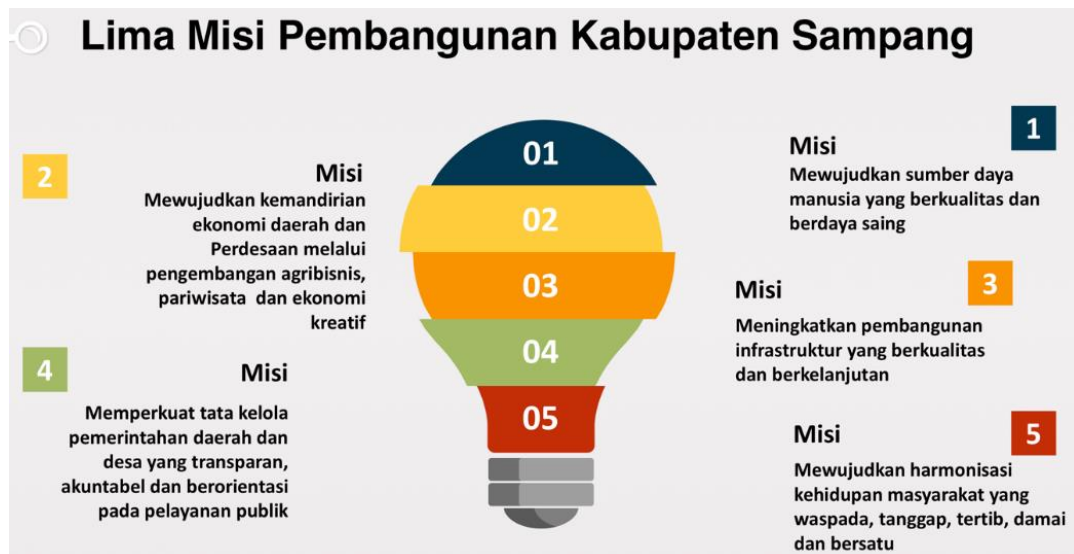 Lima Misi Pembangunan Kabupaten Sampang
1
Misi
Mewujudkan sumber daya
manusia yang berkualitas dan
berdaya saing
2
Misi
Mewujudkan kemandirian
ekonomi daerah dan
Perdesaan melalui
pengembangan agribisnis,
pariwisata dan ekonomi
kreatif
3
Misi
Meningkatkan pembangunan
infrastruktur yang berkualitas
dan berkelanjutan
4
Misi
Memperkuat tata kelola
pemerintahan daerah dan
desa yang transparan,
akuntabel dan berorientasi
pada pelayanan publik
5
Misi
Mewujudkan harmonisasi
kehidupan masyarakat yang
waspada, tanggap, tertib, damai
dan bersatu
01
02
03
04
05